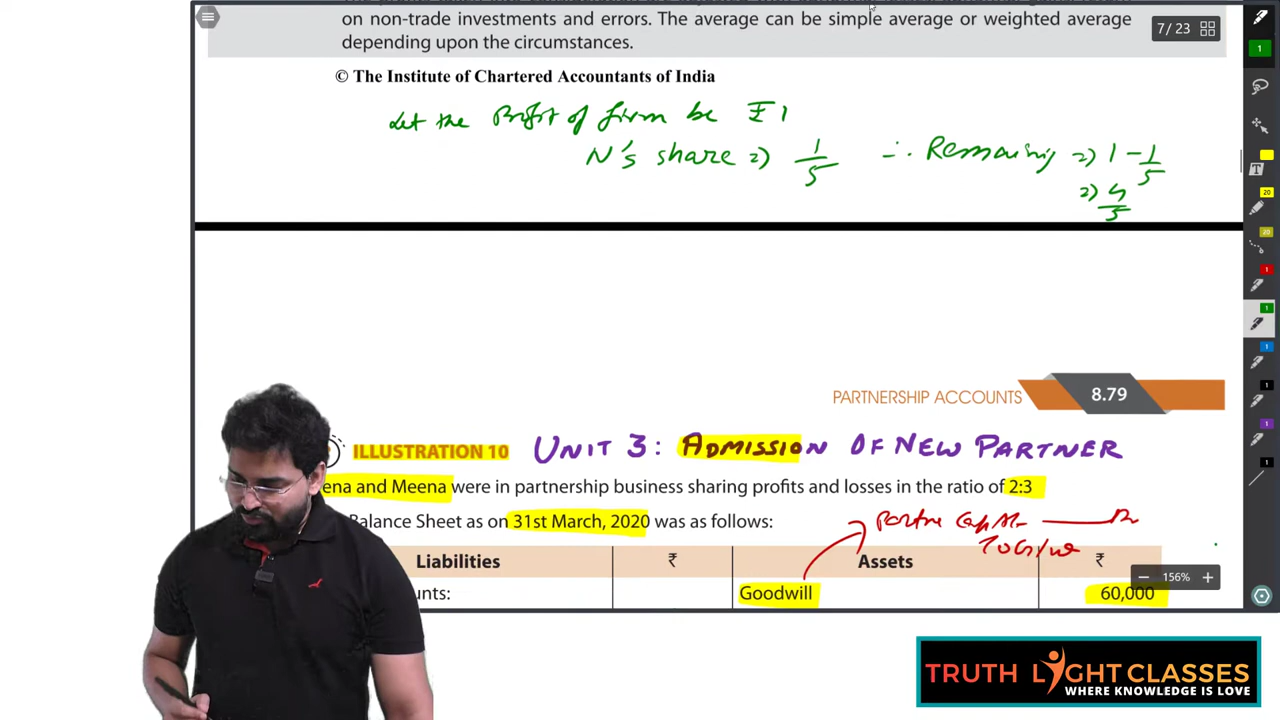 on non-trade investments and errors. The average can be simple average or weighted average
7 / 23
depending upon the circumstances.
© The Institute of Chartered Accountants of India
Let the Profit of firm be ₹1
N's share => 1/5 ∴ Remaining => 1 - 1/5
=> 4/5
PARTNERSHIP ACCOUNTS 8.79
ILLUSTRATION 10 UNIT 3: ADMISSION OF NEW PARTNER
ena and Meena were in partnership business sharing profits and losses in the ratio of 2:3
Balance Sheet as on 31st March, 2020 was as follows:
Liabilities ₹ Assets ₹
156%
unts: Goodwill 60,000
TRUTH LIGHT CLASSES
WHERE KNOWLEDGE IS LOVE